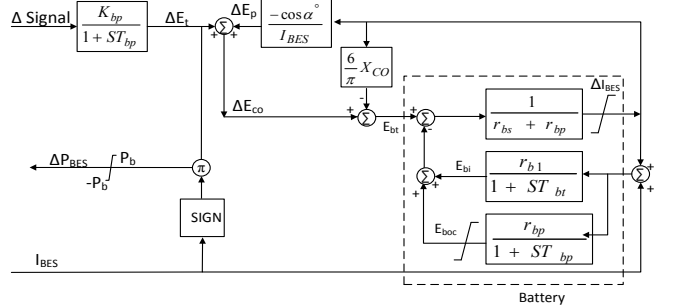 Δ Signal
K_bp / 1 + ST_bp
ΔE_t
Σ
+ +
ΔE_p
−cosα° / I_BES
6/π X_CO
-
ΔE_co
+
Σ
E_bt
+
Σ
-
1 / r_bs + r_bp
ΔI_BES
ΔP_BES
P_b
-P_b
π
Σ
+ +
E_bi
r_b1 / 1 + ST_bt
Σ
+
+
SIGN
E_boc
r_bp / 1 + ST_bp
I_BES
Battery